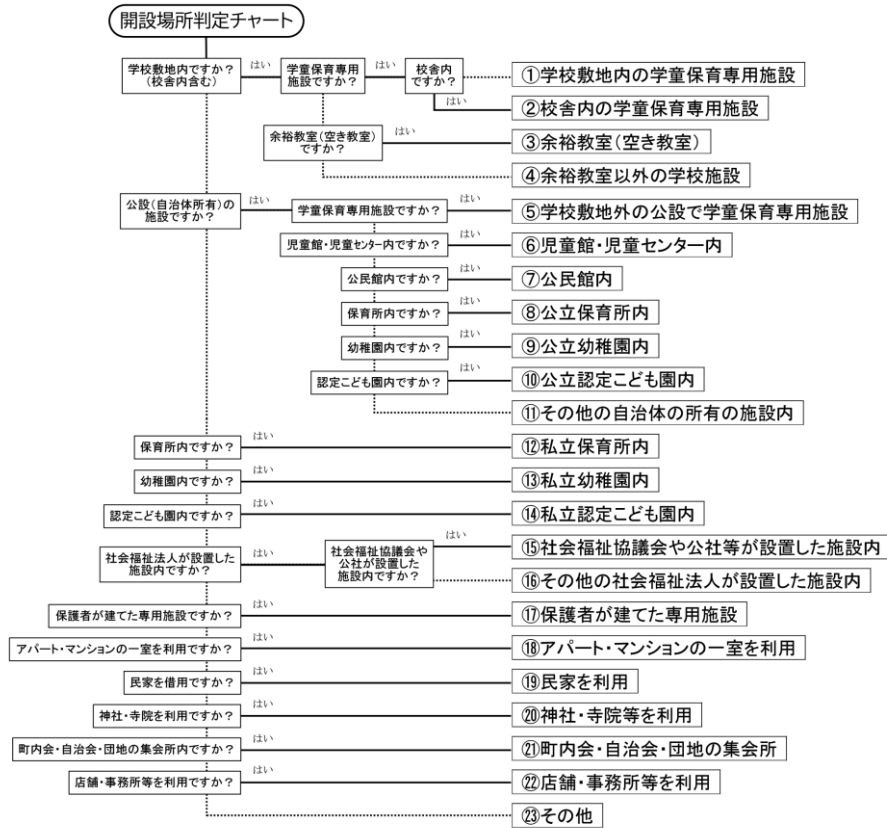 開設場所判定チャート
学校敷地内ですか？
（校舎内含む）
はい
学童保育専用
施設ですか？
はい
校舎内
ですか？
①学校敷地内の学童保育専用施設
はい
②校舎内の学童保育専用施設
余裕教室（空き教室）
ですか？
はい
③余裕教室（空き教室）
④余裕教室以外の学校施設
公設（自治体所有）の
施設ですか？
はい
学童保育専用施設ですか？
はい
⑤学校敷地外の公設で学童保育専用施設
児童館・児童センター内ですか？
はい
⑥児童館・児童センター内
公民館内ですか？
はい
⑦公民館内
保育所内ですか？
はい
⑧公立保育所内
幼稚園内ですか？
はい
⑨公立幼稚園内
認定こども園内ですか？
はい
⑩公立認定こども園内
⑪その他の自治体の所有の施設内
保育所内ですか？
はい
⑫私立保育所内
幼稚園内ですか？
はい
⑬私立幼稚園内
認定こども園内ですか？
はい
⑭私立認定こども園内
社会福祉法人が設置した
施設内ですか？
はい
社会福祉協議会や
公社が設置した
施設内ですか？
はい
⑮社会福祉協議会や公社等が設置した施設内
⑯その他の社会福祉法人が設置した施設内
保護者が建てた専用施設ですか？
はい
⑰保護者が建てた専用施設
アパート・マンションの一室を利用ですか？
はい
⑱アパート・マンションの一室を利用
民家を借用ですか？
はい
⑲民家を利用
神社・寺院を利用ですか？
はい
⑳神社・寺院等を利用
町内会・自治会・団地の集会所内ですか？
はい
㉑町内会・自治会・団地の集会所
店舗・事務所等を利用ですか？
はい
㉒店舗・事務所等を利用
㉓その他